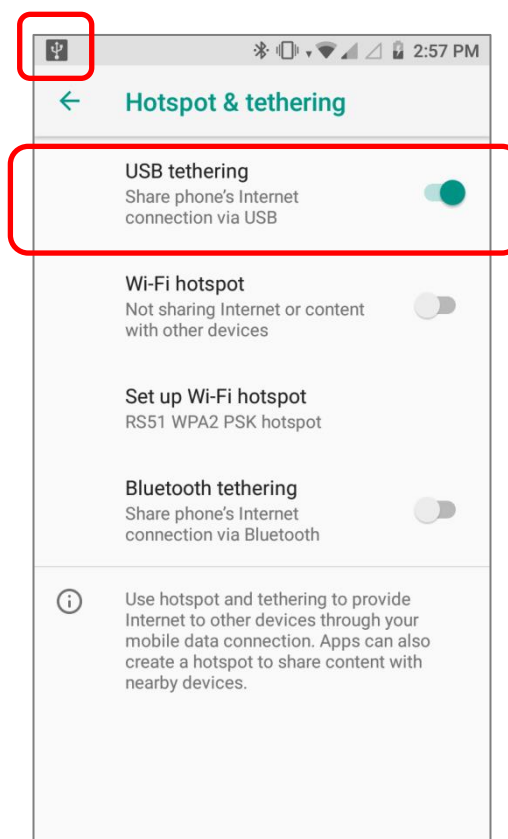 2:57 PM
Hotspot & tethering
USB tethering
Share phone's Internet
connection via USB
Wi-Fi hotspot
Not sharing Internet or content
with other devices
Set up Wi-Fi hotspot
RS51 WPA2 PSK hotspot
Bluetooth tethering
Share phone's Internet
connection via Bluetooth
Use hotspot and tethering to provide
Internet to other devices through your
mobile data connection. Apps can also
create a hotspot to share content with
nearby devices.